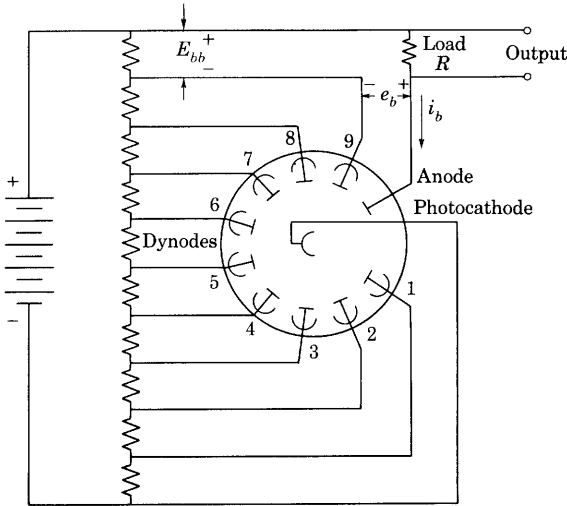 E_bb
+
−
Load
R
Output
− +
e_b
i_b
9
8
7
6
5
4
3
2
1
Anode
Photocathode
Dynodes
+
−